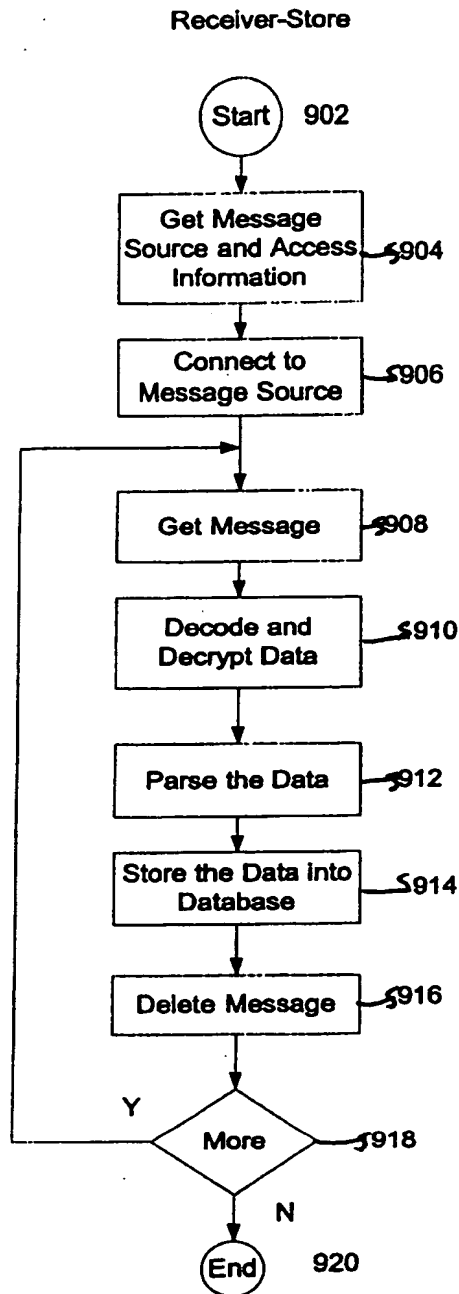 Receiver-Store
Start 902
Get Message
Source and Access
Information
904
Connect to
Message Source
906
Get Message 908
Decode and
Decrypt Data
910
Parse the Data 912
Store the Data into
Database
914
Delete Message 916
Y
More 918
N
End 920